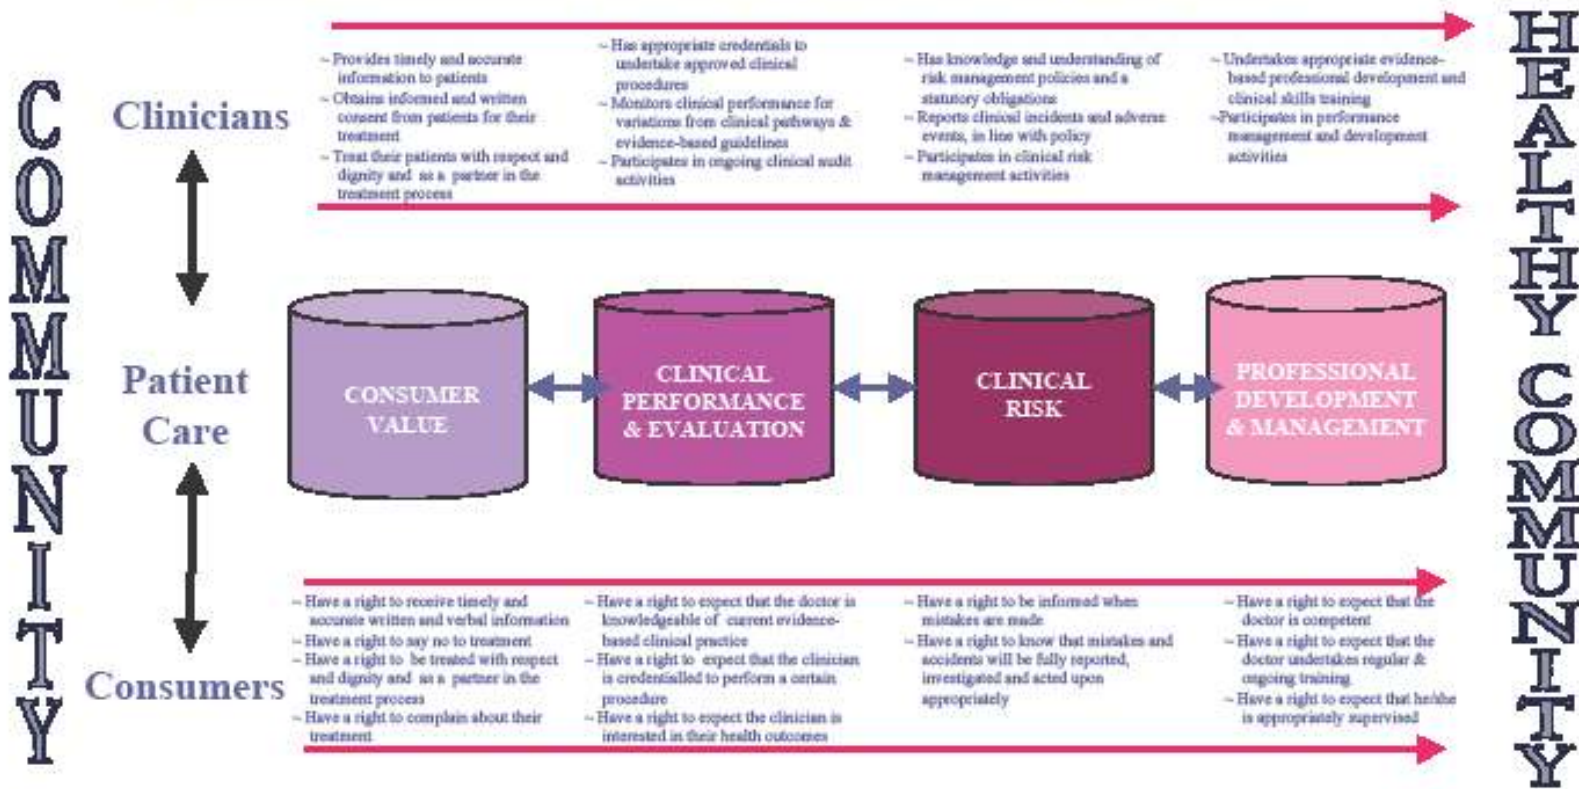 COMMUNITY
Clinicians
~ Provides timely and accurate
information to patients
~ Obtains informed and written
consent from patients for their
treatment
~ Treat their patients with respect and
dignity and as a partner in the
treatment process
~ Has appropriate credentials to
undertake approved clinical
procedures
~ Monitors clinical performance for
variations from clinical pathways &
evidence-based guidelines
~ Participates in ongoing clinical audit
activities
~ Has knowledge and understanding of
risk management policies and a
statutory obligations
~ Reports clinical incidents and adverse
events, in line with policy
~ Participates in clinical risk
management activities
~ Undertakes appropriate evidence-
based professional development and
clinical skills training
~Participates in performance
management and development
activities
Patient
Care
CONSUMER
VALUE
CLINICAL
PERFORMANCE
& EVALUATION
CLINICAL
RISK
PROFESSIONAL
DEVELOPMENT
& MANAGEMENT
Consumers
~ Have a right to receive timely and
accurate written and verbal information
~ Have a right to say no to treatment
~ Have a right to be treated with respect
and dignity and as a partner in the
treatment process
~ Have a right to complain about their
treatment
~ Have a right to expect that the doctor is
knowledgeable of current evidence-
based clinical practice
~ Have a right to expect that the clinician
is credentialled to perform a certain
procedure
~ Have a right to expect the clinician is
interested in their health outcomes
~ Have a right to be informed when
mistakes are made
~ Have a right to know that mistakes and
accidents will be fully reported,
investigated and acted upon
appropriately
~ Have a right to expect that the
doctor is competent
~ Have a right to expect that the
doctor undertakes regular &
ongoing training
~ Have a right to expect that he/she
is appropriately supervised
HEALTHY COMMUNITY